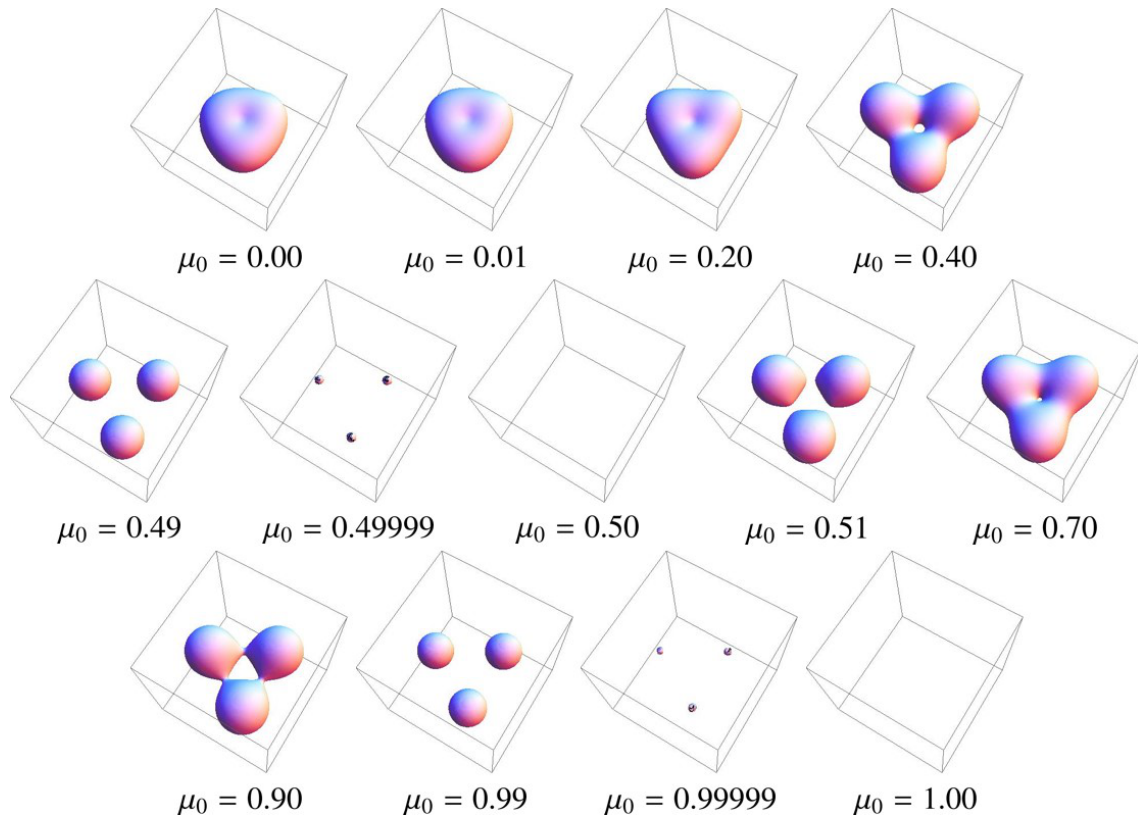 μ₀ = 0.00 μ₀ = 0.01 μ₀ = 0.20 μ₀ = 0.40
μ₀ = 0.49 μ₀ = 0.49999 μ₀ = 0.50 μ₀ = 0.51 μ₀ = 0.70
μ₀ = 0.90 μ₀ = 0.99 μ₀ = 0.99999 μ₀ = 1.00